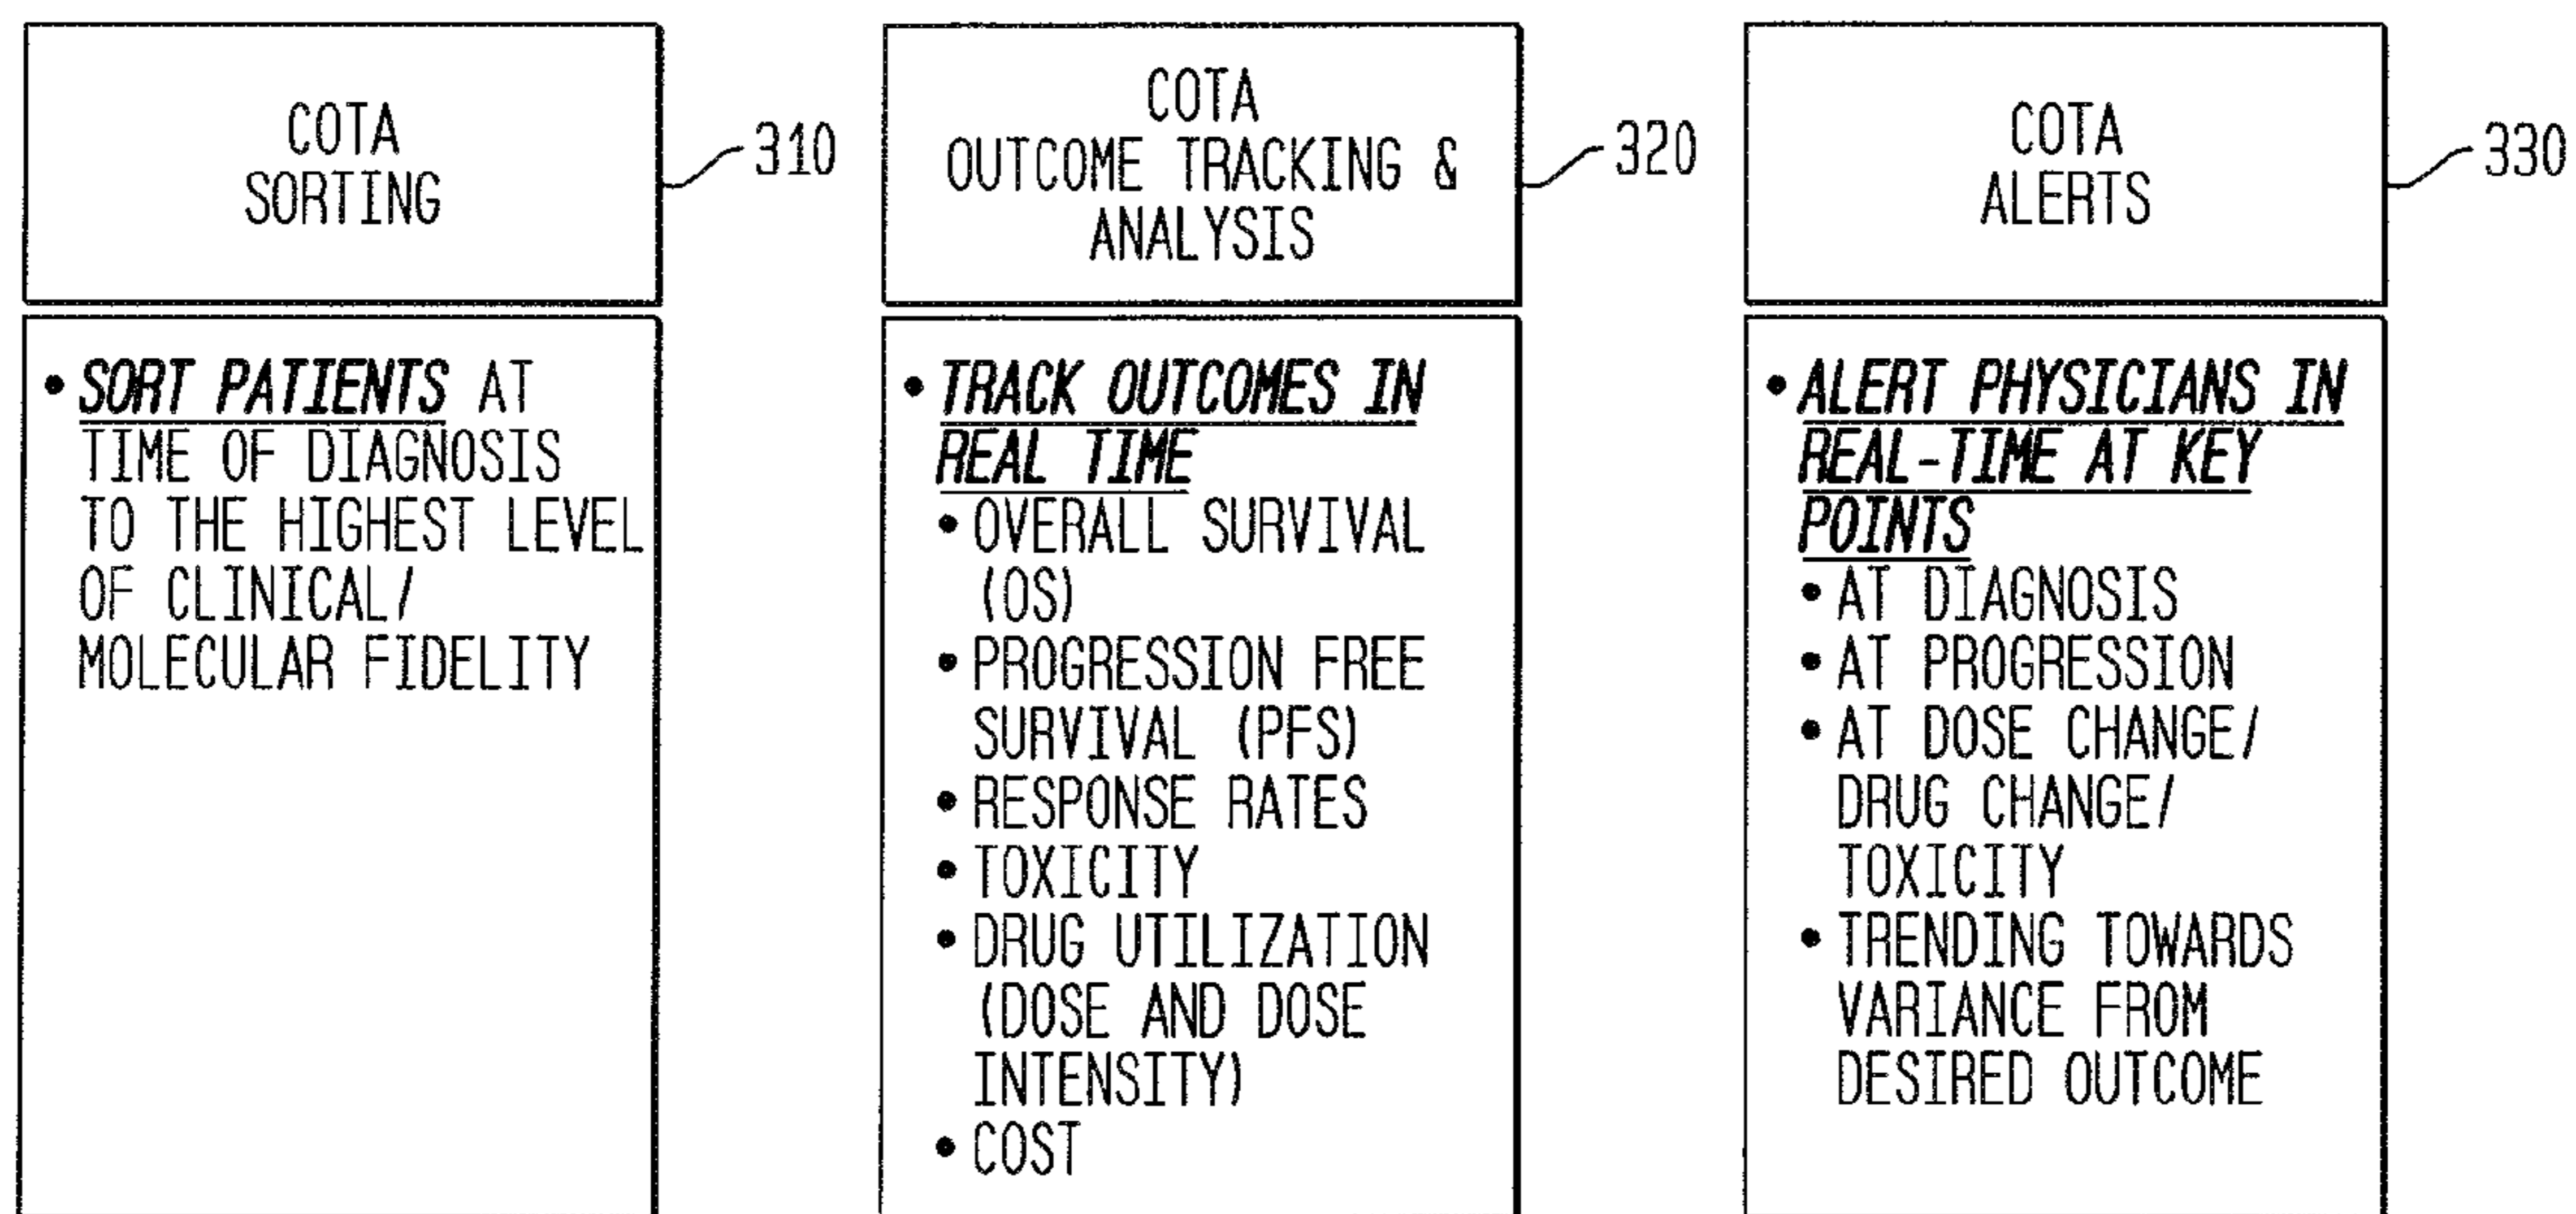 COTA
SORTING
310
• SORT PATIENTS AT
TIME OF DIAGNOSIS
TO THE HIGHEST LEVEL
OF CLINICAL/
MOLECULAR FIDELITY
COTA
OUTCOME TRACKING &
ANALYSIS
320
• TRACK OUTCOMES IN
REAL TIME
• OVERALL SURVIVAL
(OS)
• PROGRESSION FREE
SURVIVAL (PFS)
• RESPONSE RATES
• TOXICITY
• DRUG UTILIZATION
(DOSE AND DOSE
INTENSITY)
• COST
COTA
ALERTS
330
• ALERT PHYSICIANS IN
REAL-TIME AT KEY
POINTS
• AT DIAGNOSIS
• AT PROGRESSION
• AT DOSE CHANGE/
DRUG CHANGE/
TOXICITY
• TRENDING TOWARDS
VARIANCE FROM
DESIRED OUTCOME